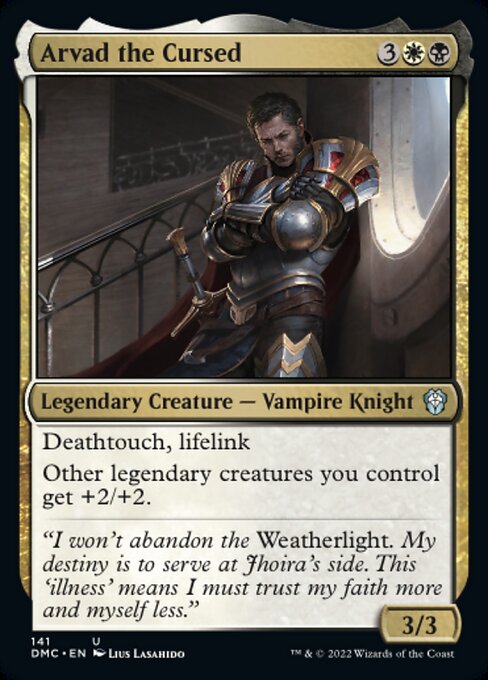 Arvad the Cursed 3
Legendary Creature — Vampire Knight
Deathtouch, lifelink
Other legendary creatures you control
get +2/+2.
“I won’t abandon the Weatherlight. My
destiny is to serve at Jhoira’s side. This
‘illness’ means I must trust my faith more
and myself less.”
3/3
141 U
DMC • EN Lius Lasahido
™ & © 2022 Wizards of the Coast